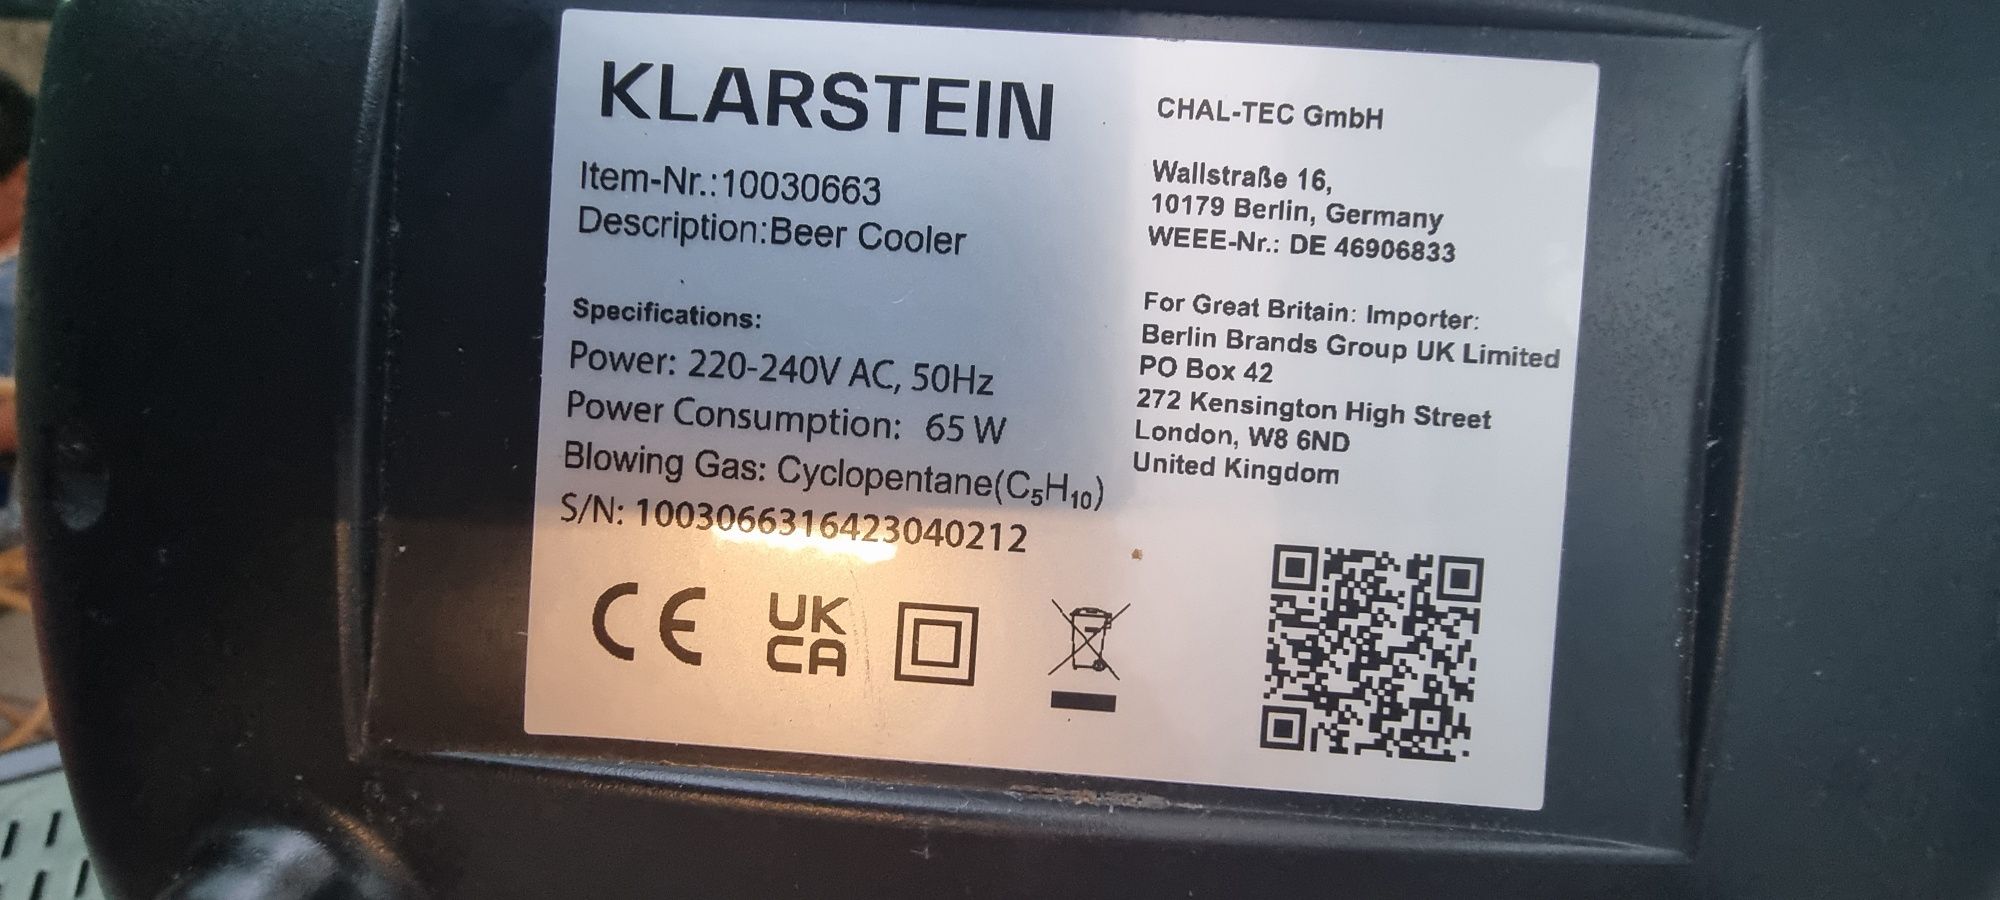 KLARSTEIN
Item-Nr.:10030663
Description:Beer Cooler
Specifications:
Power: 220-240V AC, 50Hz
Power Consumption: 65 W
Blowing Gas: Cyclopentane(C₅H₁₀)
S/N: 1003066316423040212
CE
UK
CA
CHAL-TEC GmbH
Wallstraße 16,
10179 Berlin, Germany
WEEE-Nr.: DE 46906833
For Great Britain: Importer:
Berlin Brands Group UK Limited
PO Box 42
272 Kensington High Street
London, W8 6ND
United Kingdom